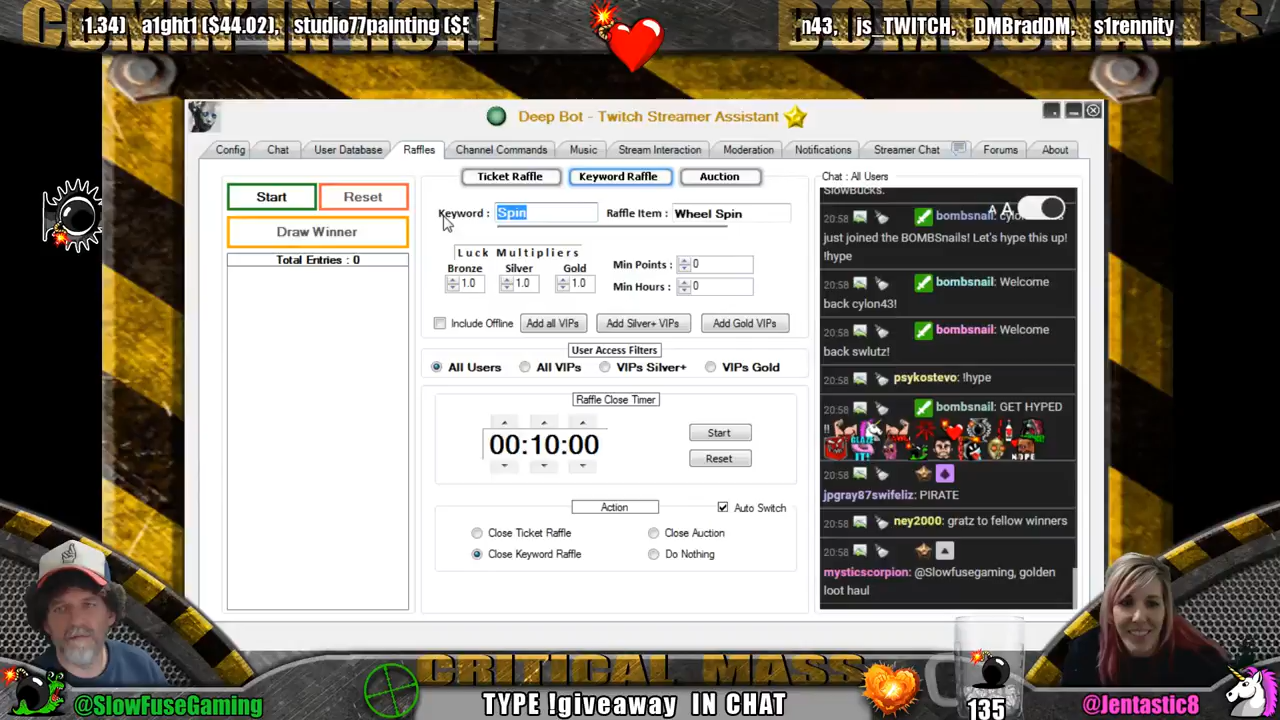 COMIN' IN HOT!
BOMBSNAILS
1.34)    a1ght1 ($44.02),    studio77painting ($5
n43,    js_TWITCH,    DMBradDM,    s1rennity
Deep Bot - Twitch Streamer Assistant
Config
Chat
User Database
Raffles
Channel Commands
Music
Stream Interaction
Moderation
Notifications
Streamer Chat
Forums
About
Start
Reset
Draw Winner
Total Entries : 0
Ticket Raffle
Keyword Raffle
Auction
Keyword :
Spin
Raffle Item :
Wheel Spin
Luck Multipliers
Bronze
Silver
Gold
1.0
1.0
1.0
Min Points :
0
Min Hours :
0
Include Offline
Add all VIPs
Add Silver+ VIPs
Add Gold VIPs
User Access Filters
All Users
All VIPs
VIPs Silver+
VIPs Gold
Raffle Close Timer
00:10:00
Start
Reset
Action
Auto Switch
Close Ticket Raffle
Close Auction
Close Keyword Raffle
Do Nothing
Chat : All Users
SlowBucks.
A A
20:58 bombsnail: cylon43
just joined the BOMBSnails! Let's hype this up!
!hype
20:58 bombsnail: Welcome
back cylon43!
20:58 bombsnail: Welcome
back swlutz!
20:58 psykostevo: !hype
20:58 bombsnail: GET HYPED
BLAZE
IT!
NOPE
20:58
jpgray87swifeliz: PIRATE
20:58 ney2000: gratz to fellow winners
20:58
mysticscorpion: @Slowfusegaming, golden
loot haul
CRITICAL MASS
@SlowFuseGaming
TYPE !giveaway IN CHAT
135
@Jentastic8